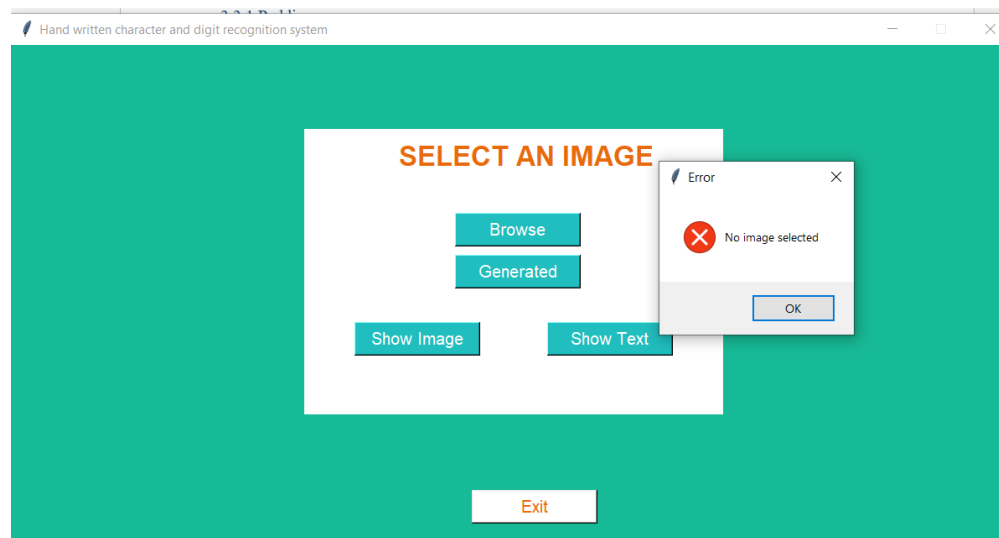 Hand written character and digit recognition system
SELECT AN IMAGE
Error
Browse
No image selected
Generated
OK
Show Image
Show Text
Exit